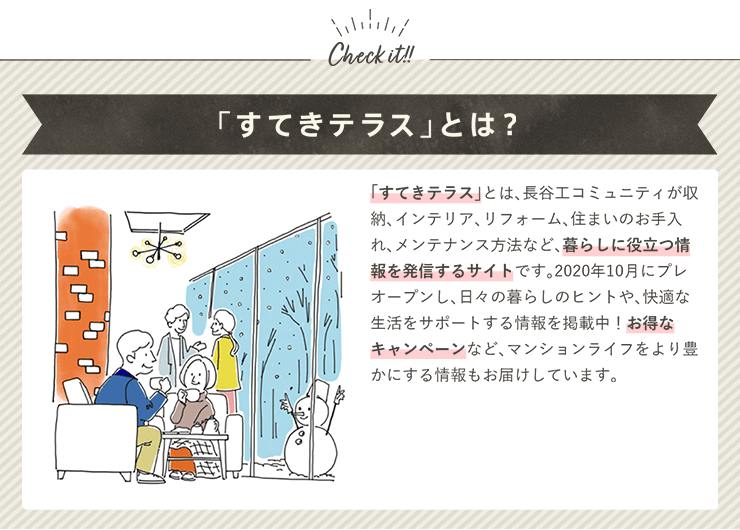 Check it!!
「すてきテラス」とは？
「すてきテラス」とは、長谷工コミュニティが収
納、インテリア、リフォーム、住まいのお手入
れ、メンテナンス方法など、暮らしに役立つ情
報を発信するサイトです。2020年10月にプレ
オープンし、日々の暮らしのヒントや、快適な
生活をサポートする情報を掲載中！お得な
キャンペーンなど、マンションライフをより豊
かにする情報もお届けしています。